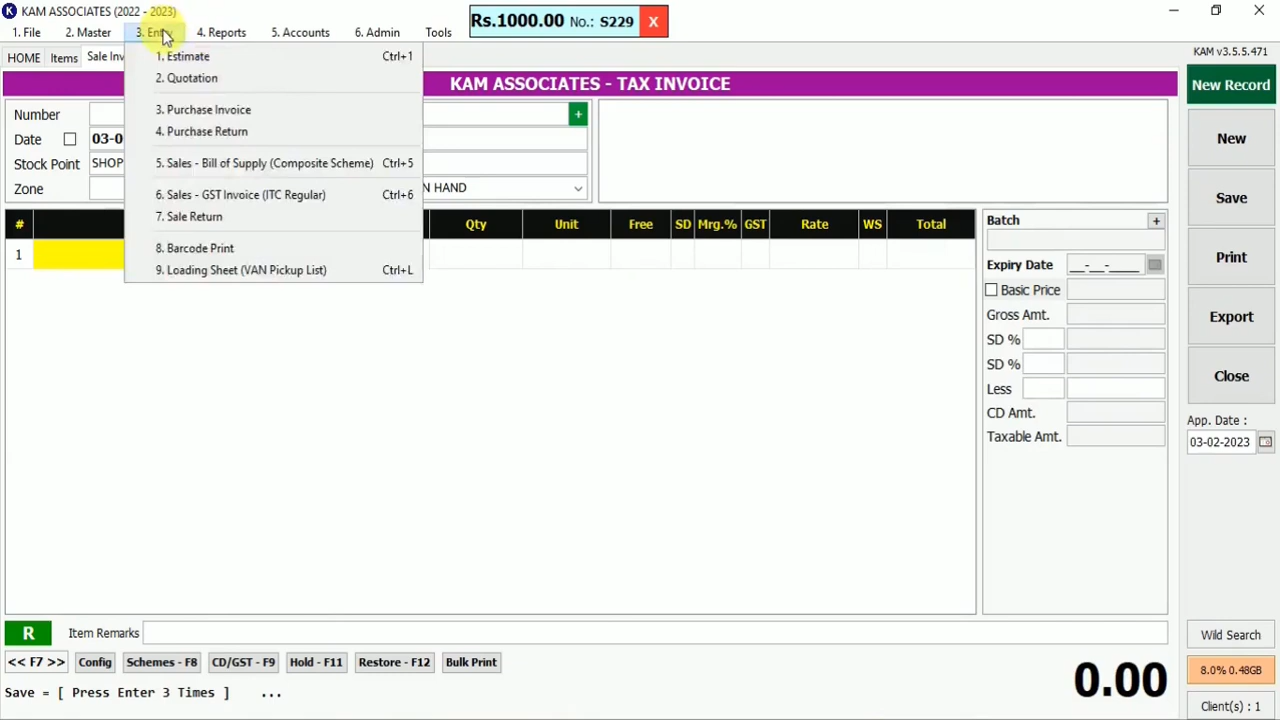 KAM ASSOCIATES (2022 - 2023)
Rs.1000.00 No.: S229 X
1. File 2. Master 3. Entry 4. Reports 5. Accounts 6. Admin Tools
HOME Items Sale Inv
KAM v3.5.5.471
1. Estimate Ctrl+1
2. Quotation
3. Purchase Invoice
4. Purchase Return
5. Sales - Bill of Supply (Composite Scheme) Ctrl+5
6. Sales - GST Invoice (ITC Regular) Ctrl+6
7. Sale Return
8. Barcode Print
9. Loading Sheet (VAN Pickup List) Ctrl+L
KAM ASSOCIATES - TAX INVOICE
Number
Date 03-0
Stock Point SHOP
Zone N HAND
+
# Qty Unit Free SD Mrg.% GST Rate WS Total
1
Batch +
Expiry Date __-__-____
Basic Price
Gross Amt.
SD %
SD %
Less
CD Amt.
Taxable Amt.
New Record
New
Save
Print
Export
Close
App. Date :
03-02-2023
R Item Remarks
<< F7 >> Config Schemes - F8 CD/GST - F9 Hold - F11 Restore - F12 Bulk Print
0.00
Save = [ Press Enter 3 Times ] ...
Wild Search
8.0% 0.48GB
Client(s) : 1